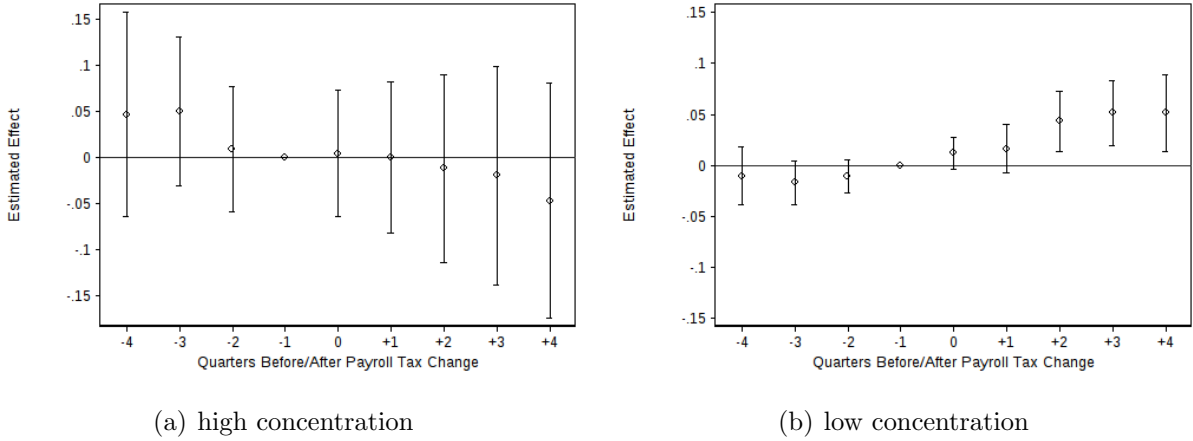 Estimated Effect
.15
.1
.05
0
-.05
-.1
-.15
-4 -3 -2 -1 0 +1 +2 +3 +4
Quarters Before/After Payroll Tax Change
(a) high concentration
Estimated Effect
.15
.1
.05
0
-.05
-.1
-.15
-4 -3 -2 -1 0 +1 +2 +3 +4
Quarters Before/After Payroll Tax Change
(b) low concentration